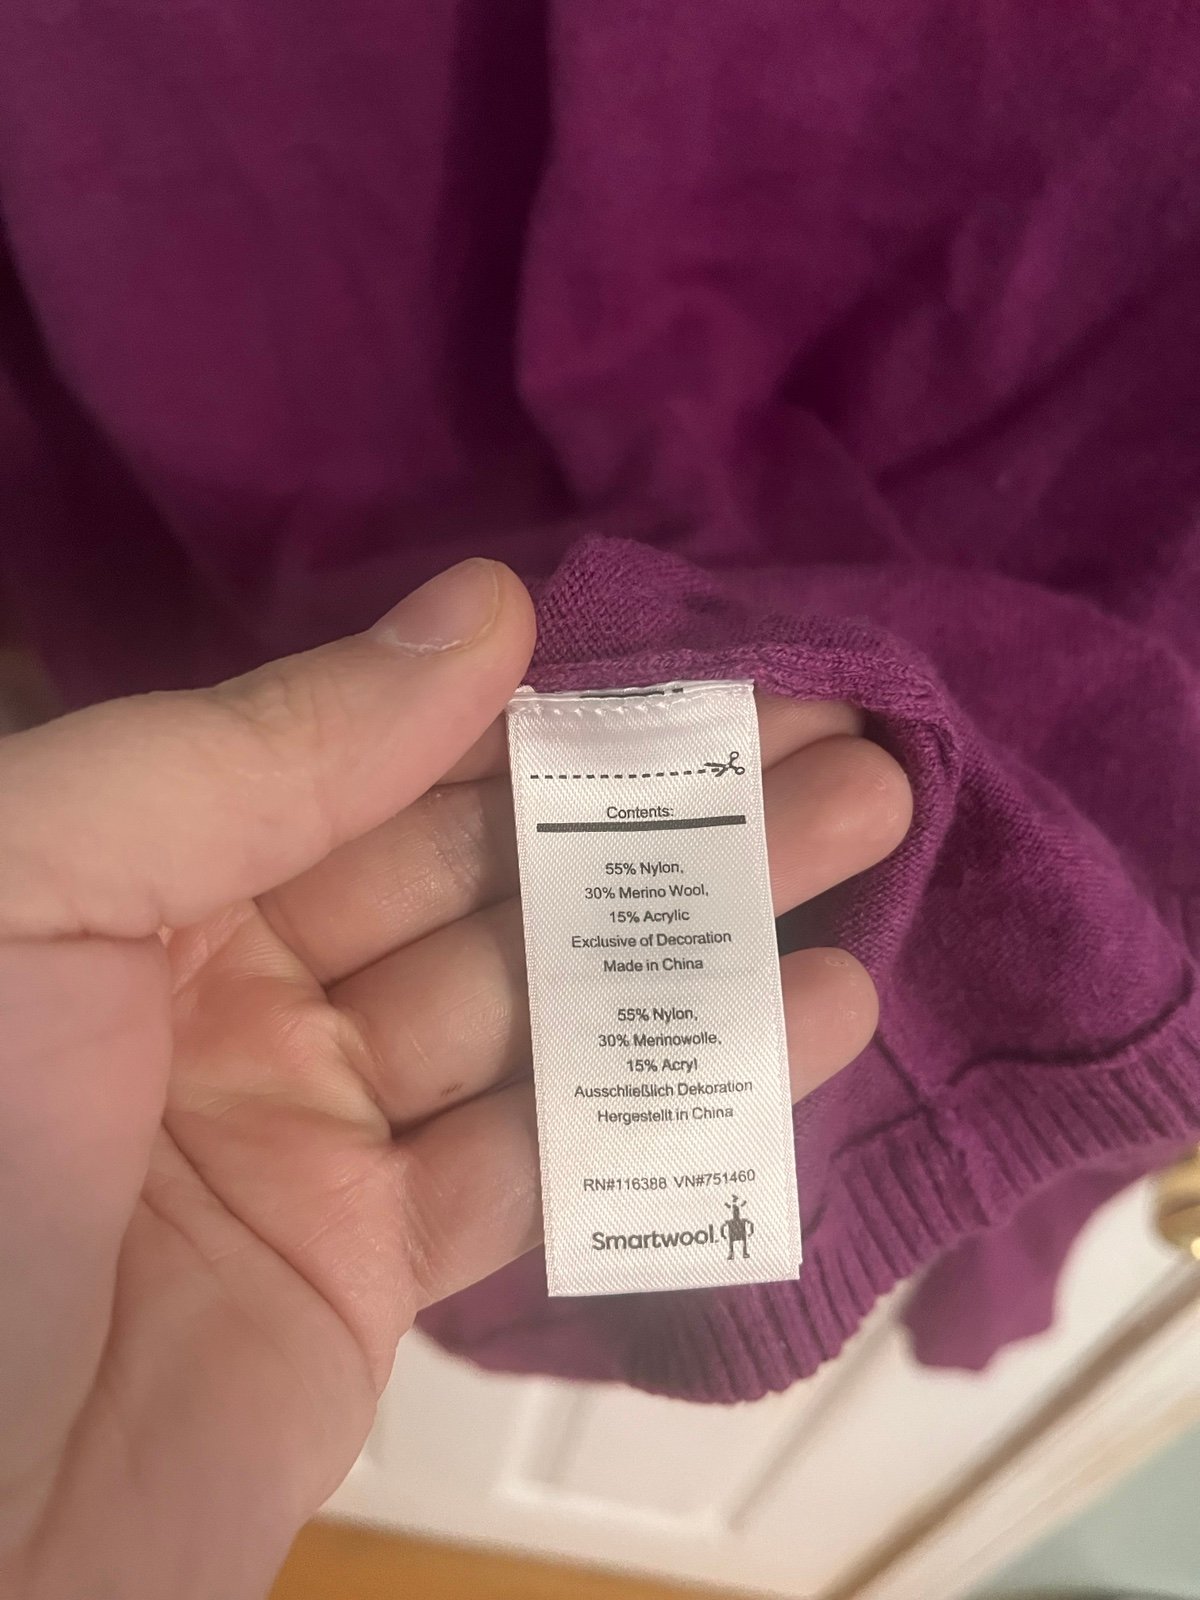 Contents:
55% Nylon,
30% Merino Wool,
15% Acrylic
Exclusive of Decoration
Made in China
55% Nylon,
30% Merinowolle,
15% Acryl
Ausschließlich Dekoration
Hergestellt in China
RN#116388 VN#751460
Smartwool.